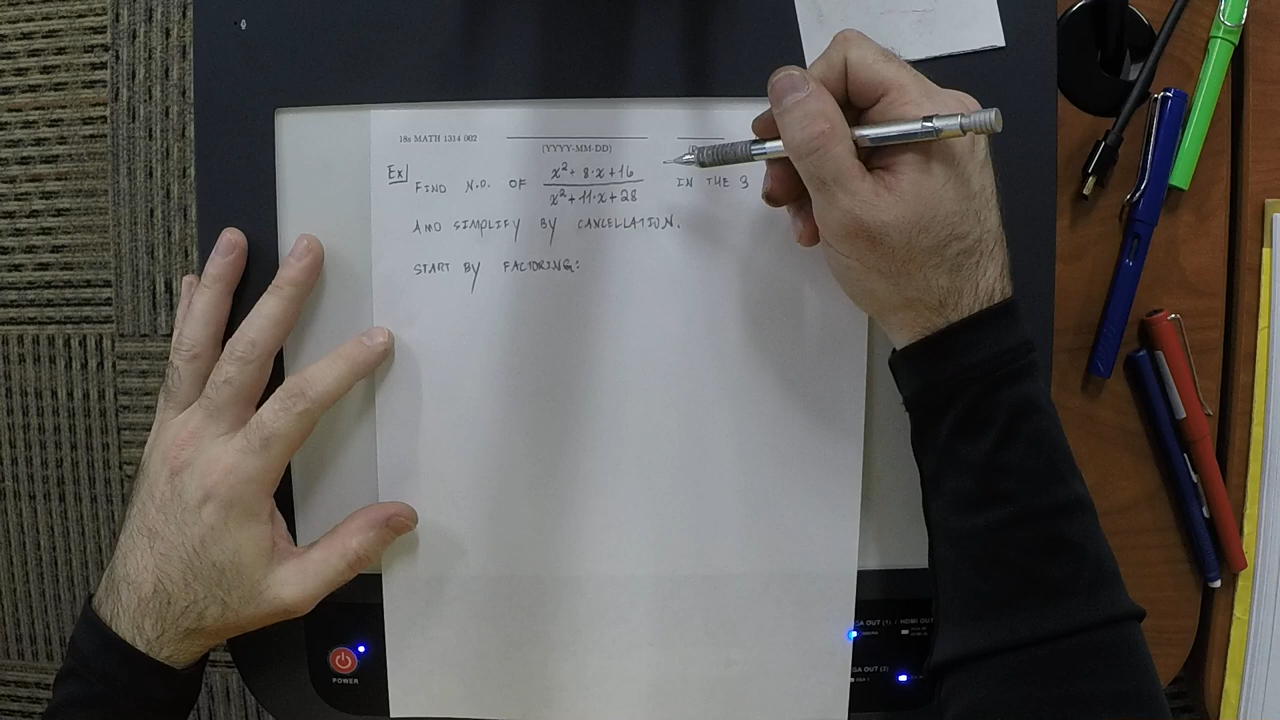 18s MATH 1314 002
(YYYY-MM-DD)
Ex FIND N.D. OF x²+8·x+16 / x²+11·x+28 IN THE
AND SIMPLIFY BY CANCELLATION.
START BY FACTORING:
POWER